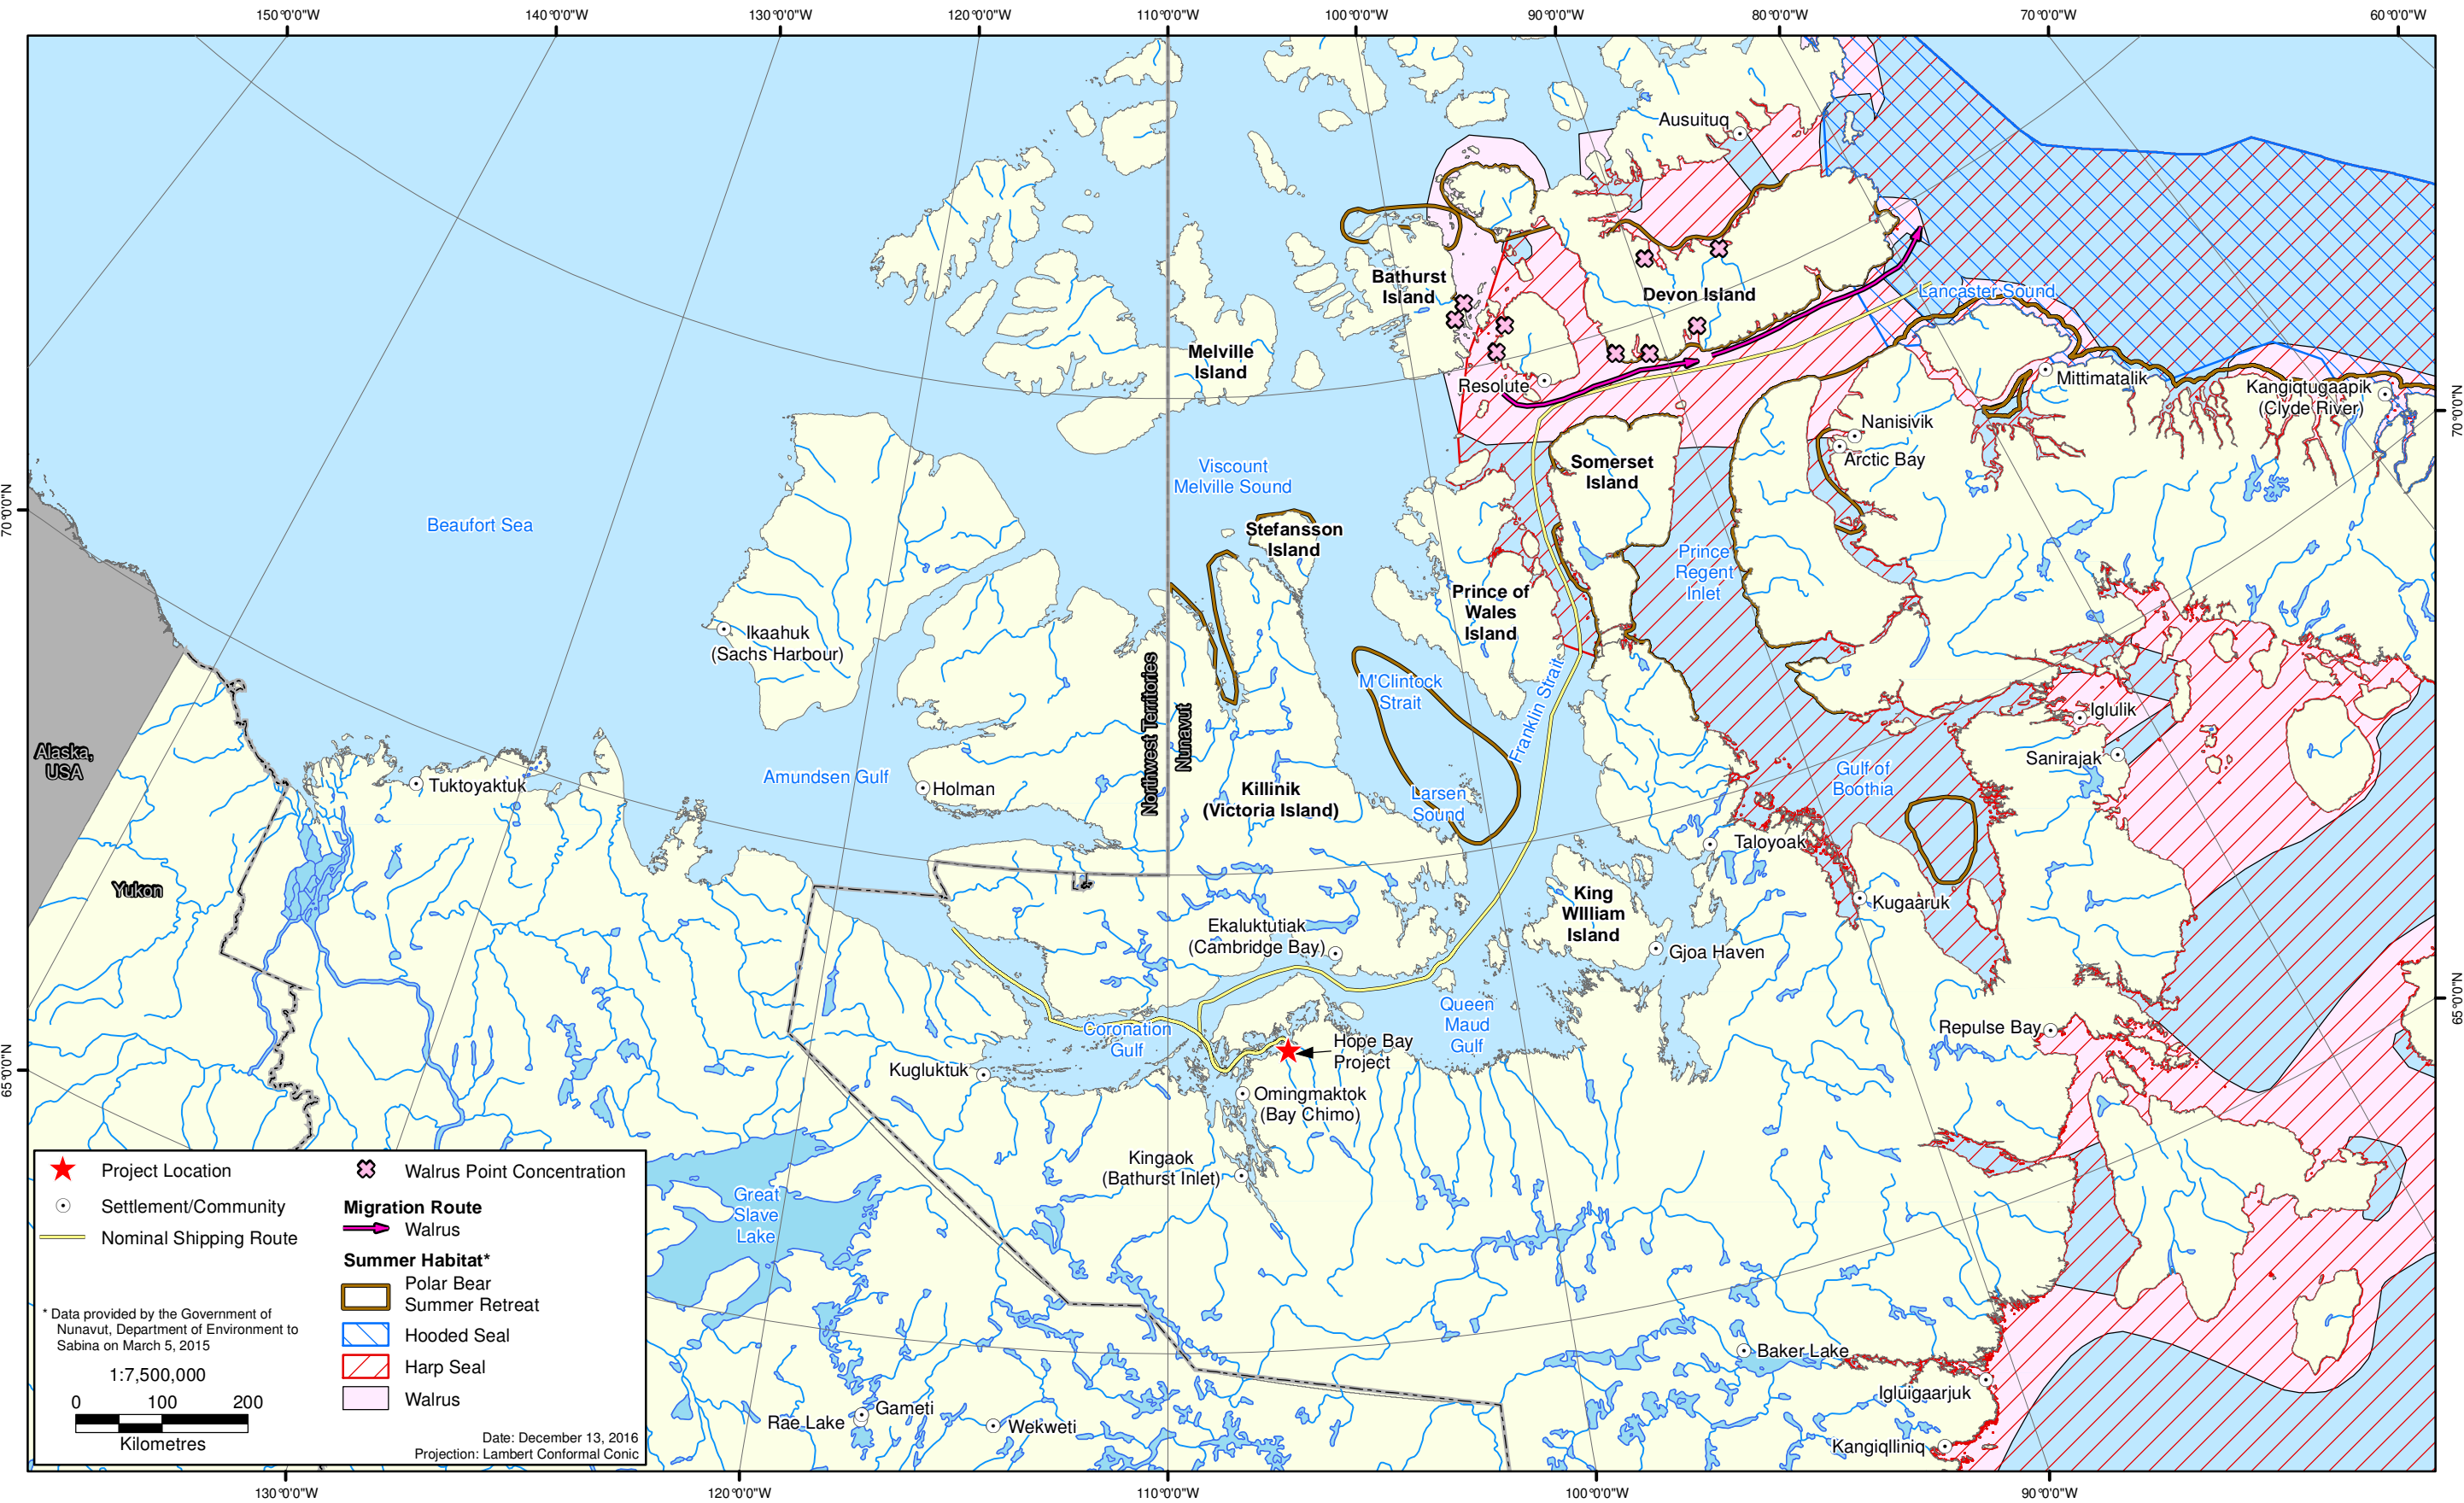 150°0'0"W
140°0'0"W
130°0'0"W
120°0'0"W
110°0'0"W
100°0'0"W
90°0'0"W
80°0'0"W
70°0'0"W
60°0'0"W
Ausuituq
Bathurst
Island
Devon Island
Lancaster Sound
Melville
Island
Resolute
Mittimatalik
Kangiqtugaapik
(Clyde River)
70°0'0"N
Nanisivik
Arctic Bay
Somerset
Island
Viscount
Melville Sound
70°0'0"N
Beaufort Sea
Stefansson
Island
Prince
Regent
Inlet
Prince of
Wales
Island
Ikaahuk
(Sachs Harbour)
Northwest Territories
Nunavut
M'Clintock
Strait
Franklin Strait
Iglulik
Sanirajak
Alaska,
USA
Tuktoyaktuk
Amundsen Gulf
Holman
Killinik
(Victoria Island)
Larsen
Sound
Gulf of
Boothia
Taloyoak
Yukon
King
WIlliam
Island
Kugaaruk
Ekaluktutiak
(Cambridge Bay)
Gjoa Haven
65°0'0"N
Queen
Maud
Gulf
Coronation
Gulf
Repulse Bay
Hope Bay
Project
Kugluktuk
65°0'0"N
Omingmaktok
(Bay Chimo)
Kingaok
(Bathurst Inlet)
Great
Slave
Lake
Baker Lake
Igluigaarjuk
Rae Lake
Gameti
Wekweti
Kangiqlliniq
Project Location
Settlement/Community
Nominal Shipping Route
* Data provided by the Government of
Nunavut, Department of Environment to
Sabina on March 5, 2015
1:7,500,000
0 100 200
Kilometres
Walrus Point Concentration
Migration Route
Walrus
Summer Habitat*
Polar Bear
Summer Retreat
Hooded Seal
Harp Seal
Walrus
Date: December 13, 2016
Projection: Lambert Conformal Conic
130°0'0"W
120°0'0"W
110°0'0"W
100°0'0"W
90°0'0"W